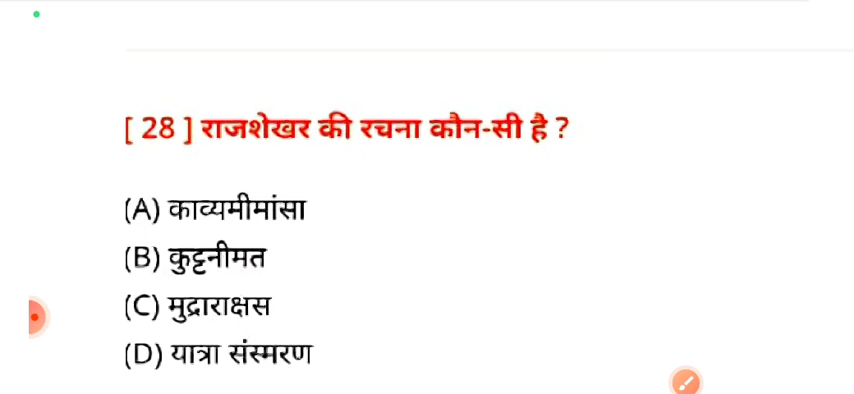 [ 28 ] राजशेखर की रचना कौन-सी है ?
(A) काव्यमीमांसा
(B) कुट्टनीमत
(C) मुद्राराक्षस
(D) यात्रा संस्मरण